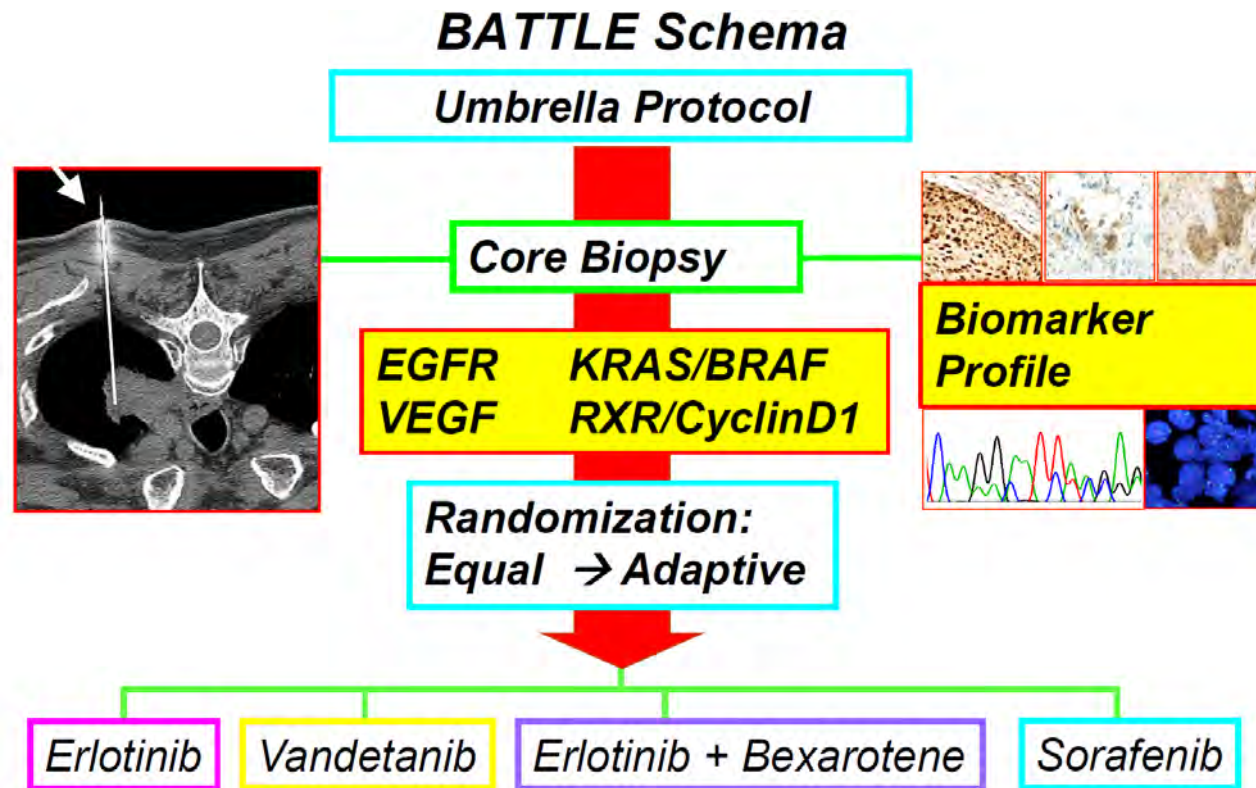 BATTLE Schema
Umbrella Protocol
Core Biopsy
Biomarker
Profile
EGFR KRAS/BRAF
VEGF RXR/CyclinD1
Randomization:
Equal → Adaptive
Erlotinib
Vandetanib
Erlotinib + Bexarotene
Sorafenib